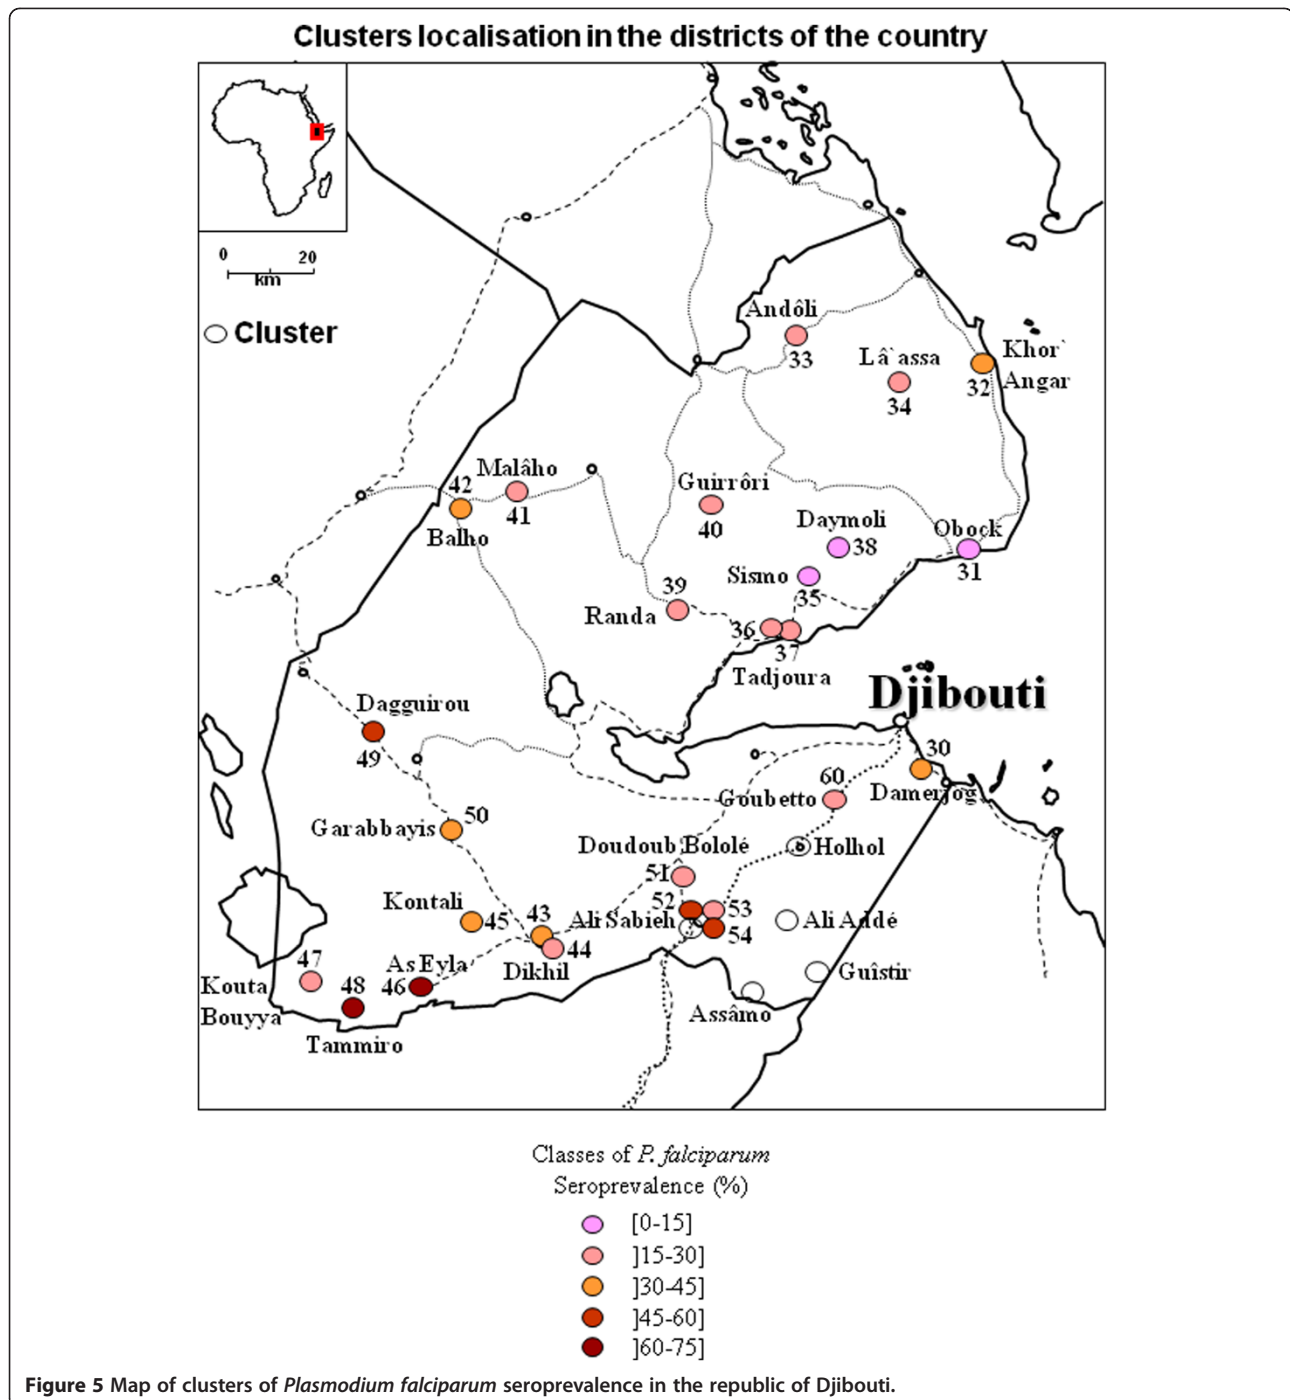 Clusters localisation in the districts of the country
0 20
km
Cluster
Andôli
33
Lâ`assa
34
Khor`
Angar
32
Malâho
41
42
Balho
Guirrôri
40
Daymoli
38
Obock
31
Sismo
35
39
Randa
36
37
Tadjoura
Djibouti
Dagguirou
49
30
Damerjog
60
Goubetto
Garabbayis
50
Doudoub Bololé
51
Holhol
Kontali
45
43
44
Dikhil
52
53
Ali Sabieh
54
Ali Addé
Guîstir
Assâmo
As Eyla
46
47
Kouta
Bouyya
48
Tammiro
Classes of P. falciparum
Seroprevalence (%)
[0-15]
]15-30]
]30-45]
]45-60]
]60-75]
Figure 5 Map of clusters of Plasmodium falciparum seroprevalence in the republic of Djibouti.